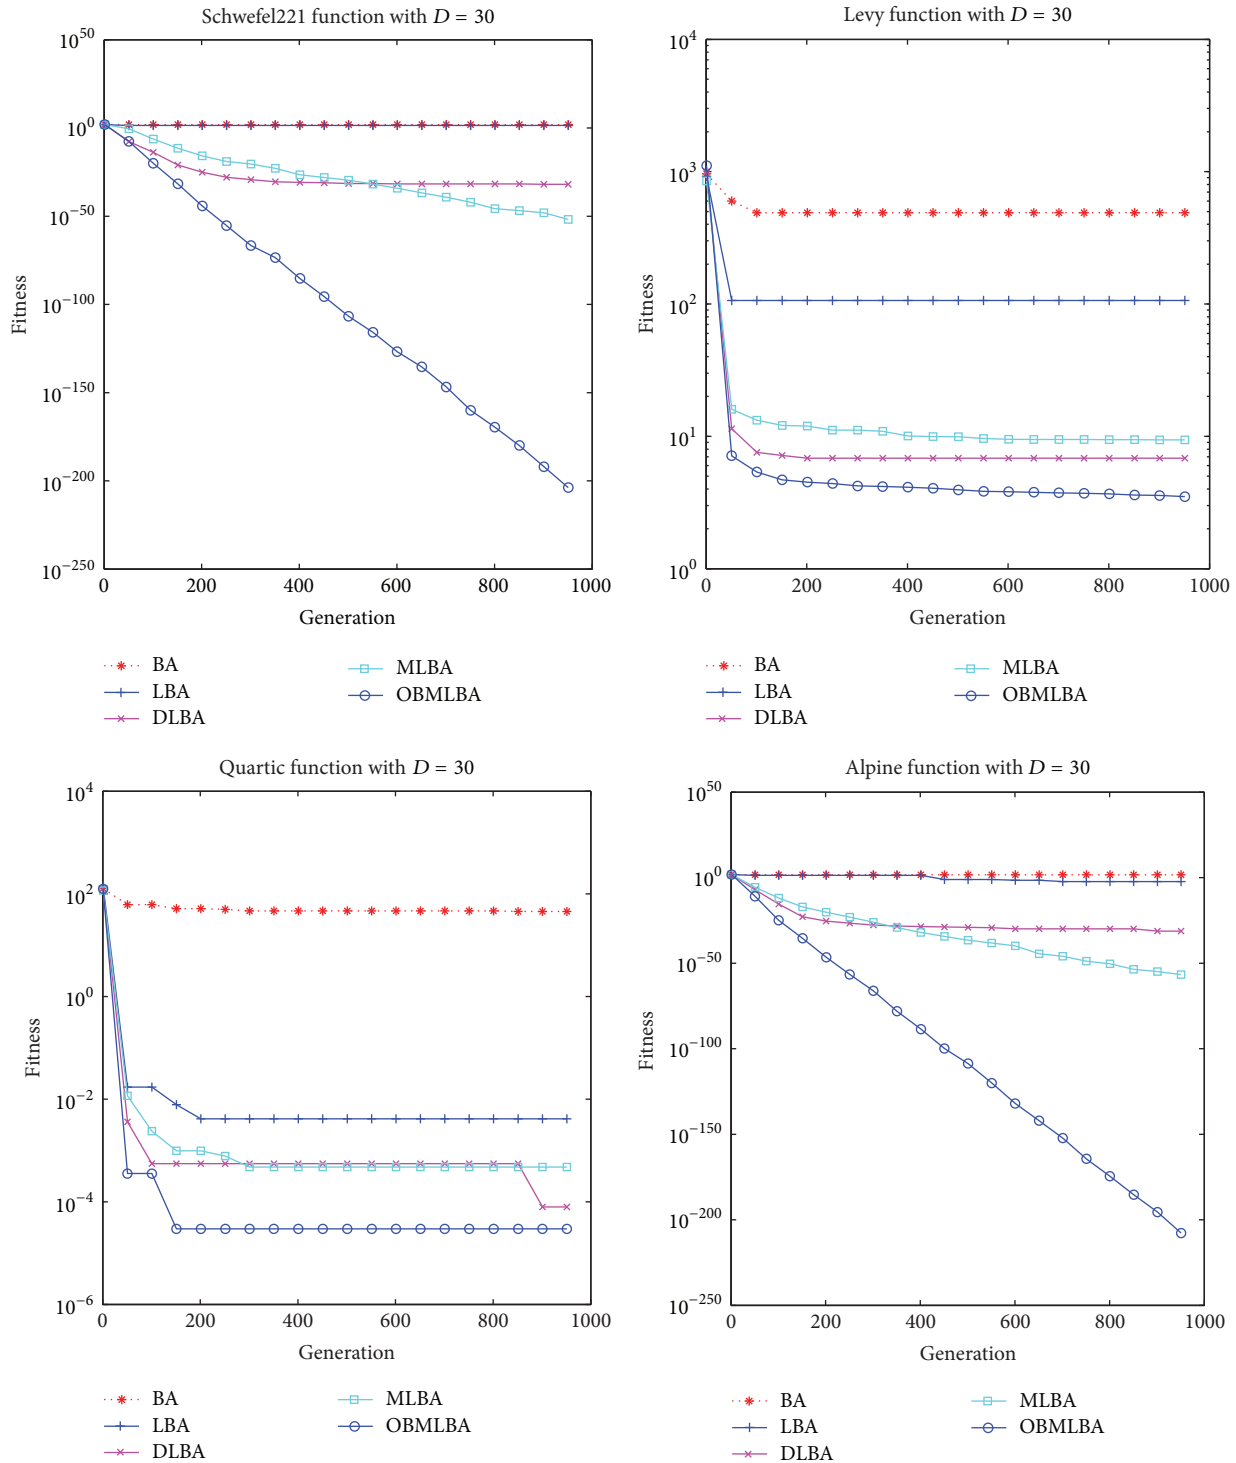 Schwefel221 function with D = 30
10^50
10^0
10^−50
10^−100
10^−150
10^−200
10^−250
Fitness
0 200 400 600 800 1000
Generation
BA
LBA
DLBA
MLBA
OBMLBA
Levy function with D = 30
10^4
10^3
10^2
10^1
10^0
Fitness
0 200 400 600 800 1000
Generation
BA
LBA
DLBA
MLBA
OBMLBA
Quartic function with D = 30
10^4
10^2
10^0
10^−2
10^−4
10^−6
Fitness
0 200 400 600 800 1000
Generation
BA
LBA
DLBA
MLBA
OBMLBA
Alpine function with D = 30
10^50
10^0
10^−50
10^−100
10^−150
10^−200
10^−250
Fitness
0 200 400 600 800 1000
Generation
BA
LBA
DLBA
MLBA
OBMLBA